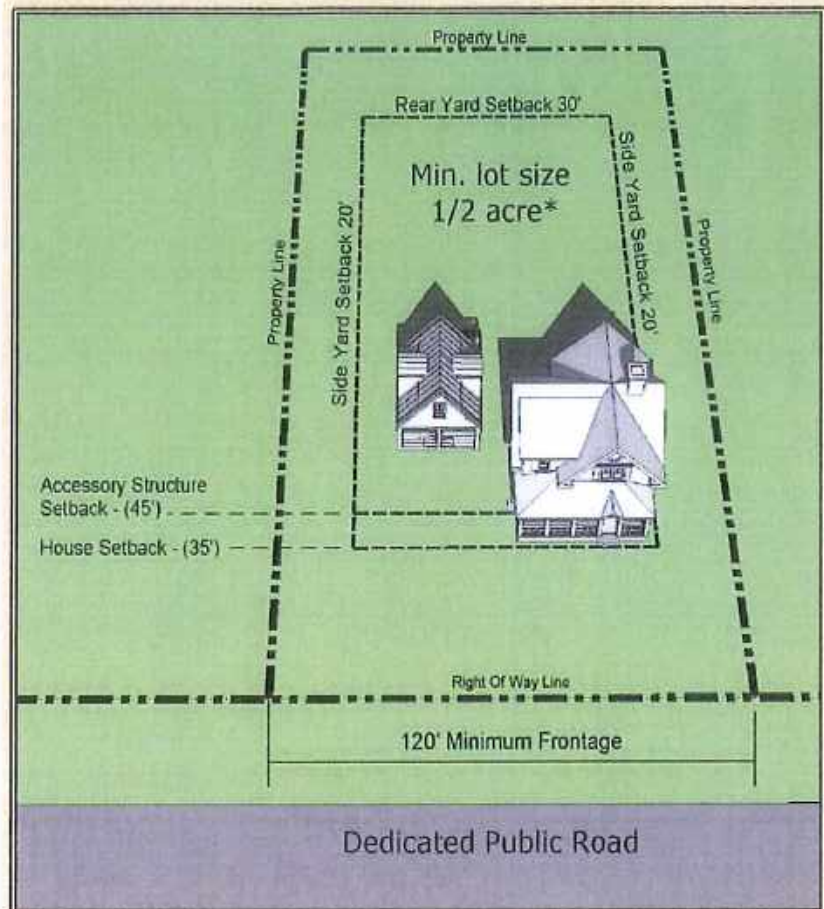 Property Line
Rear Yard Setback 30'
Min. lot size
1/2 acre*
Side Yard Setback 20'
Side Yard Setback 20'
Property Line
Property Line
Accessory Structure
Setback - (45')
House Setback - (35')
Right Of Way Line
120' Minimum Frontage
Dedicated Public Road